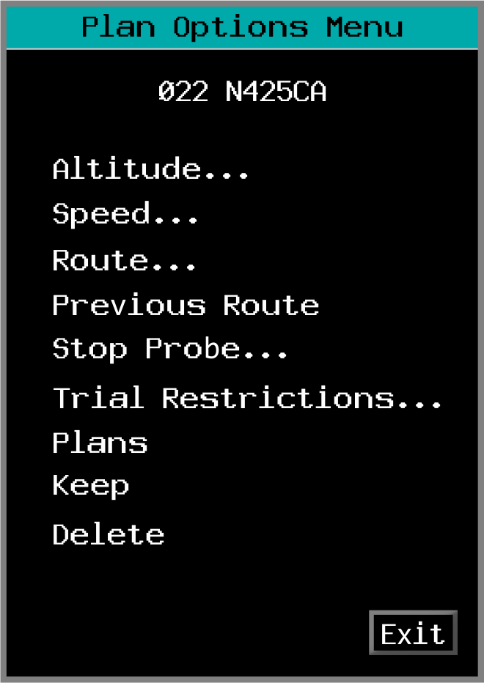 Plan Options Menu
022 N425CA
Altitude...
Speed...
Route...
Previous Route
Stop Probe...
Trial Restrictions...
Plans
Keep
Delete
Exit